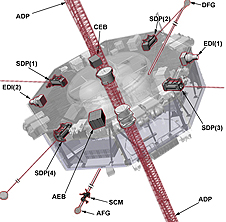 ADP
DFG
SDP(2)
CEB
EDI(1)
SDP(1)
EDI(2)
SDP(3)
SDP(4)
AEB
SCM
AFG
ADP